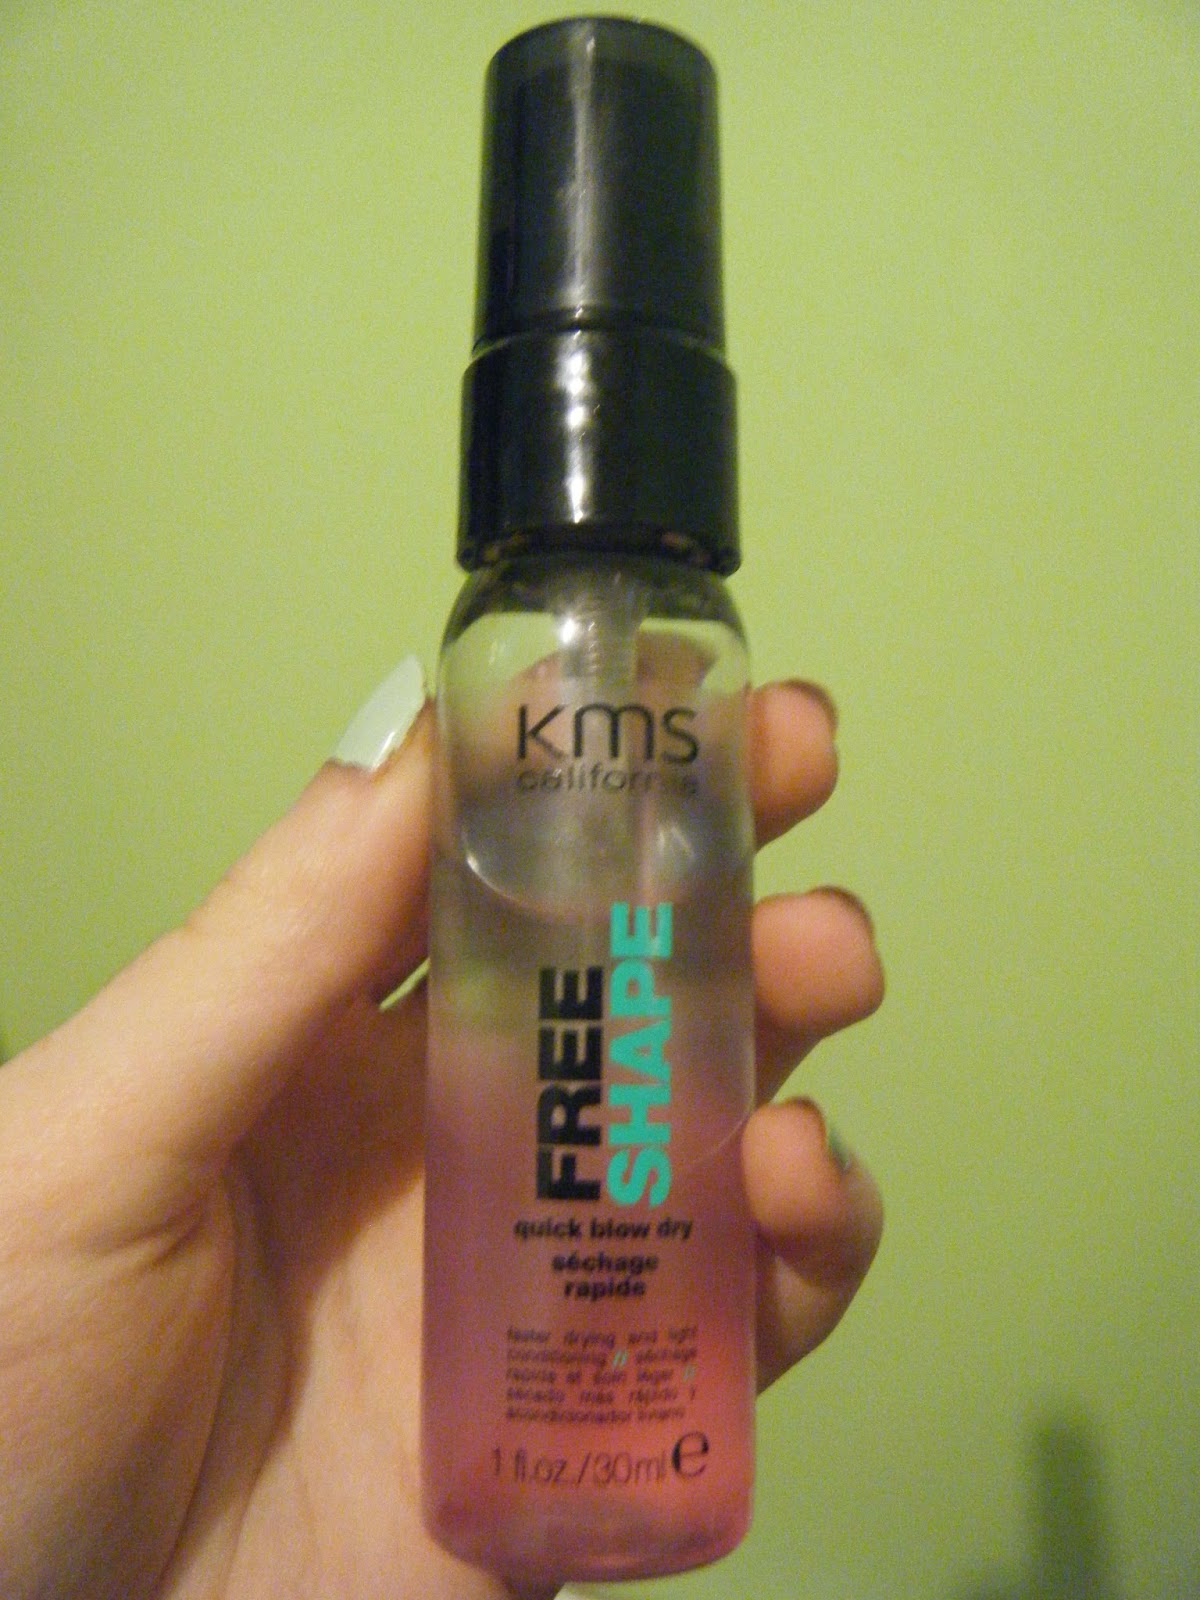 kms
california
FREE
SHAPE
quick blow dry
séchage
rapide
faster drying and light
conditioning // séchage
rapide et soin léger //
secado más rápido y
acondicionador liviano
1 fl.oz./30ml e